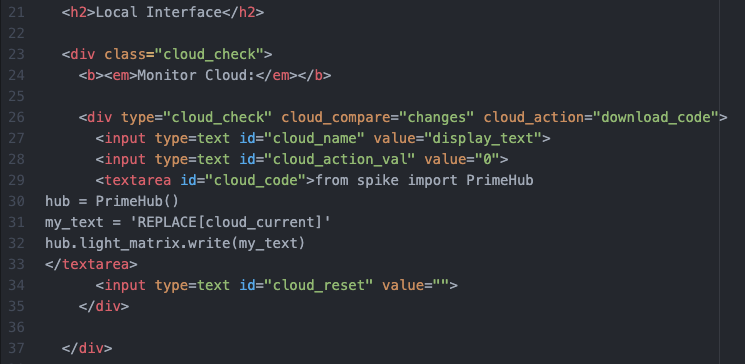 21 <h2>Local Interface</h2>
22
23 <div class="cloud_check">
24 <b><em>Monitor Cloud:</em></b>
25
26 <div type="cloud_check" cloud_compare="changes" cloud_action="download_code">
27 <input type=text id="cloud_name" value="display_text">
28 <input type=text id="cloud_action_val" value="0">
29 <textarea id="cloud_code">from spike import PrimeHub
30 hub = PrimeHub()
31 my_text = 'REPLACE[cloud_current]'
32 hub.light_matrix.write(my_text)
33 </textarea>
34 <input type=text id="cloud_reset" value="">
35 </div>
36
37 </div>